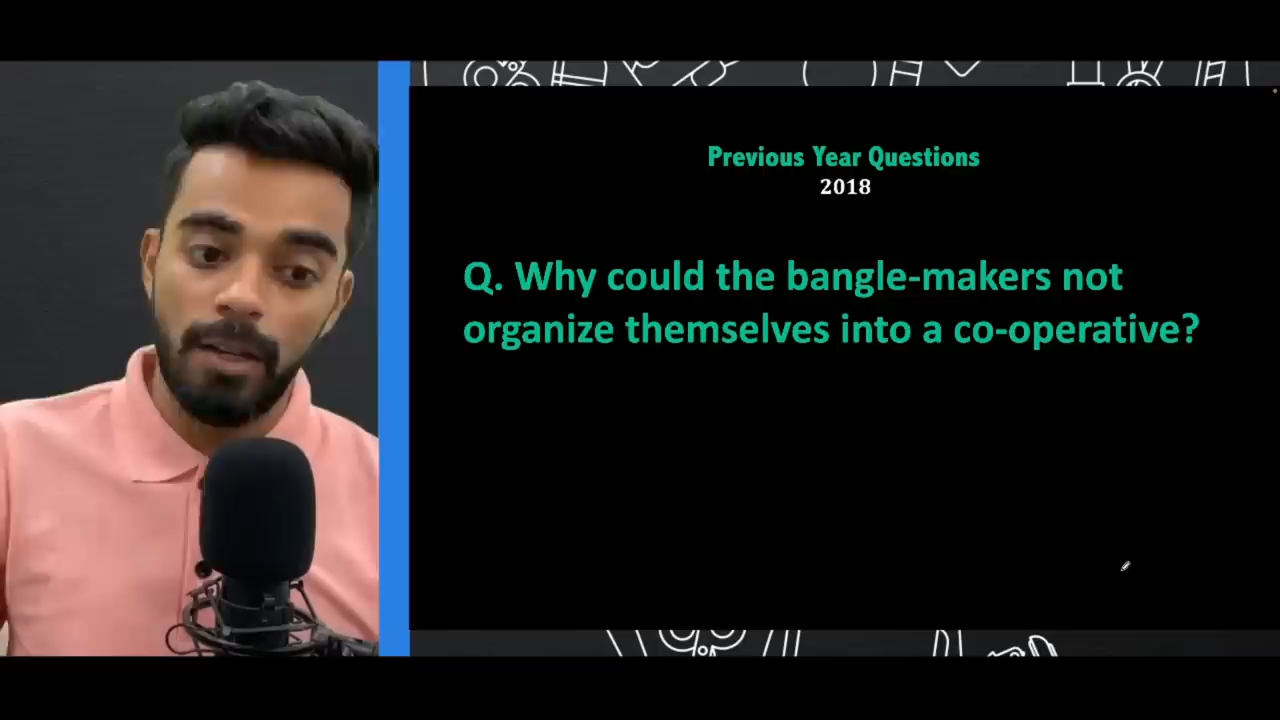 Previous Year Questions
2018
Q. Why could the bangle-makers not
organize themselves into a co-operative?